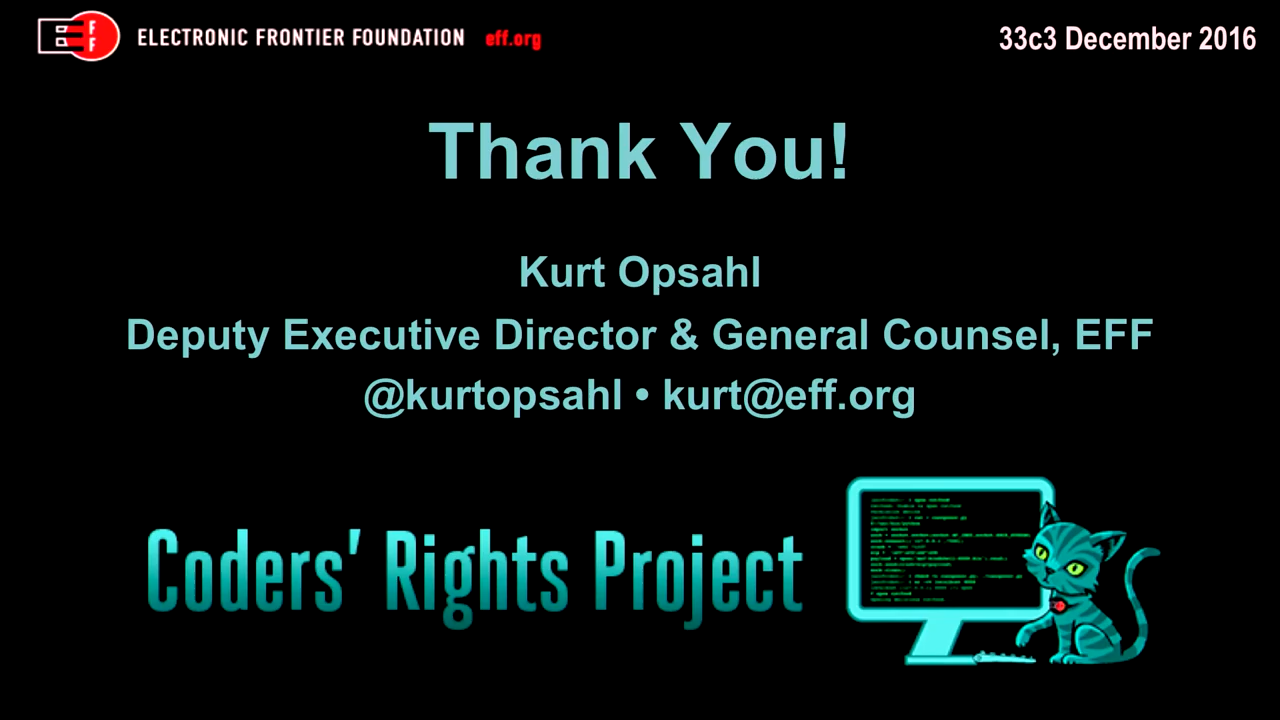 EFF ELECTRONIC FRONTIER FOUNDATION eff.org
33c3 December 2016
Thank You!
Kurt Opsahl
Deputy Executive Director & General Counsel, EFF
@kurtopsahl • kurt@eff.org
Coders' Rights Project